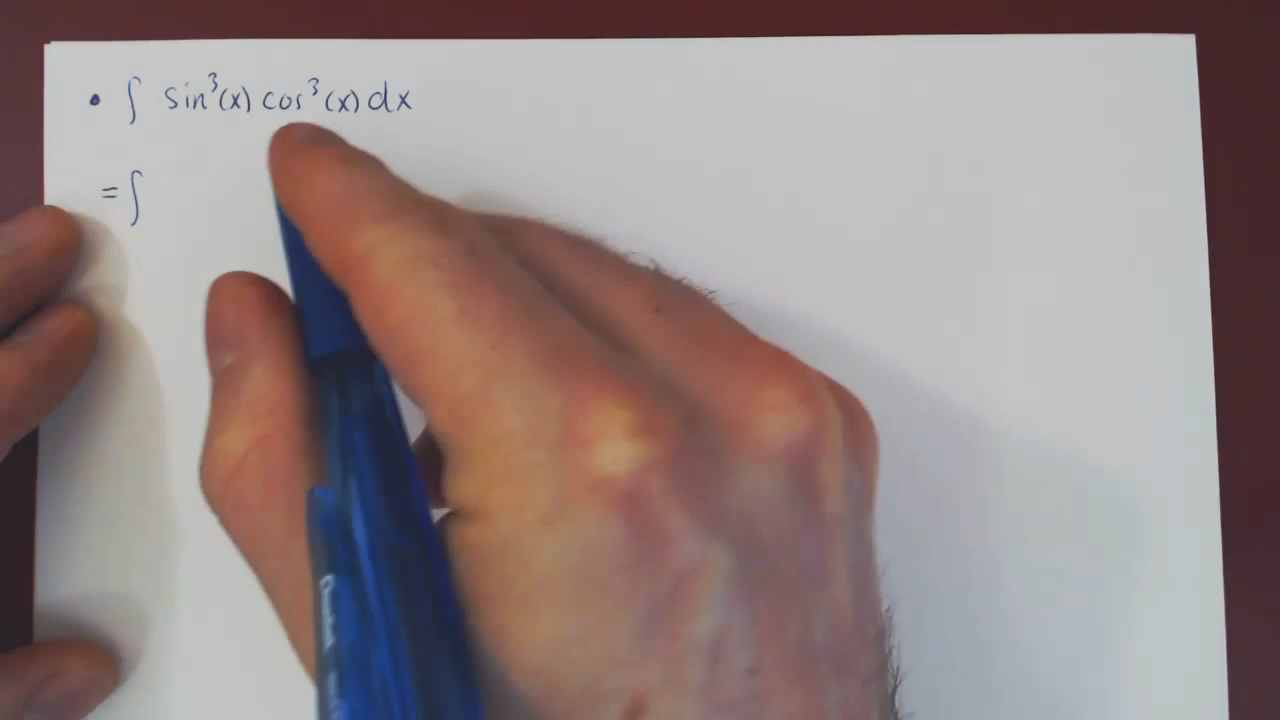 • ∫ sin³(x) cos³(x) dx
= ∫